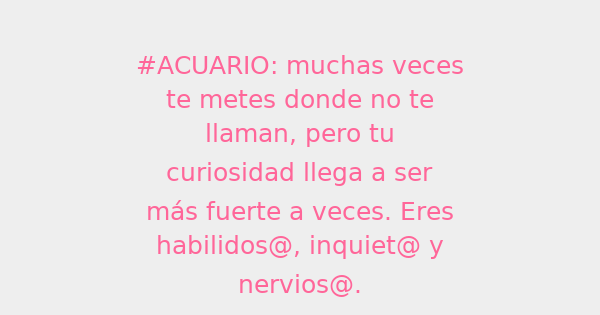 #ACUARIO: muchas veces
te metes donde no te
llaman, pero tu
curiosidad llega a ser
más fuerte a veces. Eres
habilidos@, inquiet@ y
nervios@.